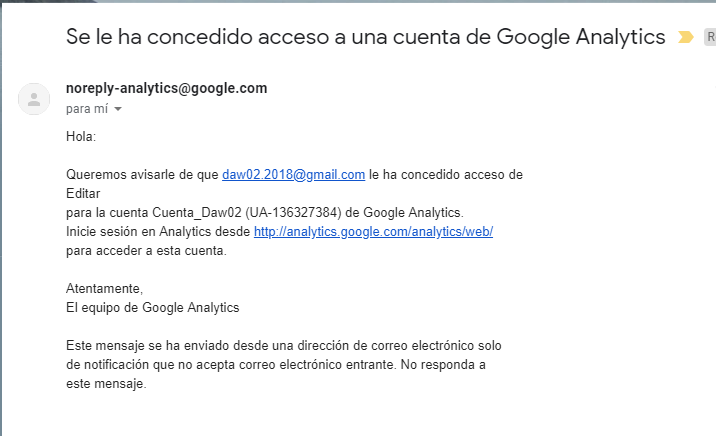 Se le ha concedido acceso a una cuenta de Google Analytics
R
noreply-analytics@google.com
para mí
Hola:
Queremos avisarle de que daw02.2018@gmail.com le ha concedido acceso de
Editar
para la cuenta Cuenta_Daw02 (UA-136327384) de Google Analytics.
Inicie sesión en Analytics desde http://analytics.google.com/analytics/web/
para acceder a esta cuenta.
Atentamente,
El equipo de Google Analytics
Este mensaje se ha enviado desde una dirección de correo electrónico solo
de notificación que no acepta correo electrónico entrante. No responda a
este mensaje.